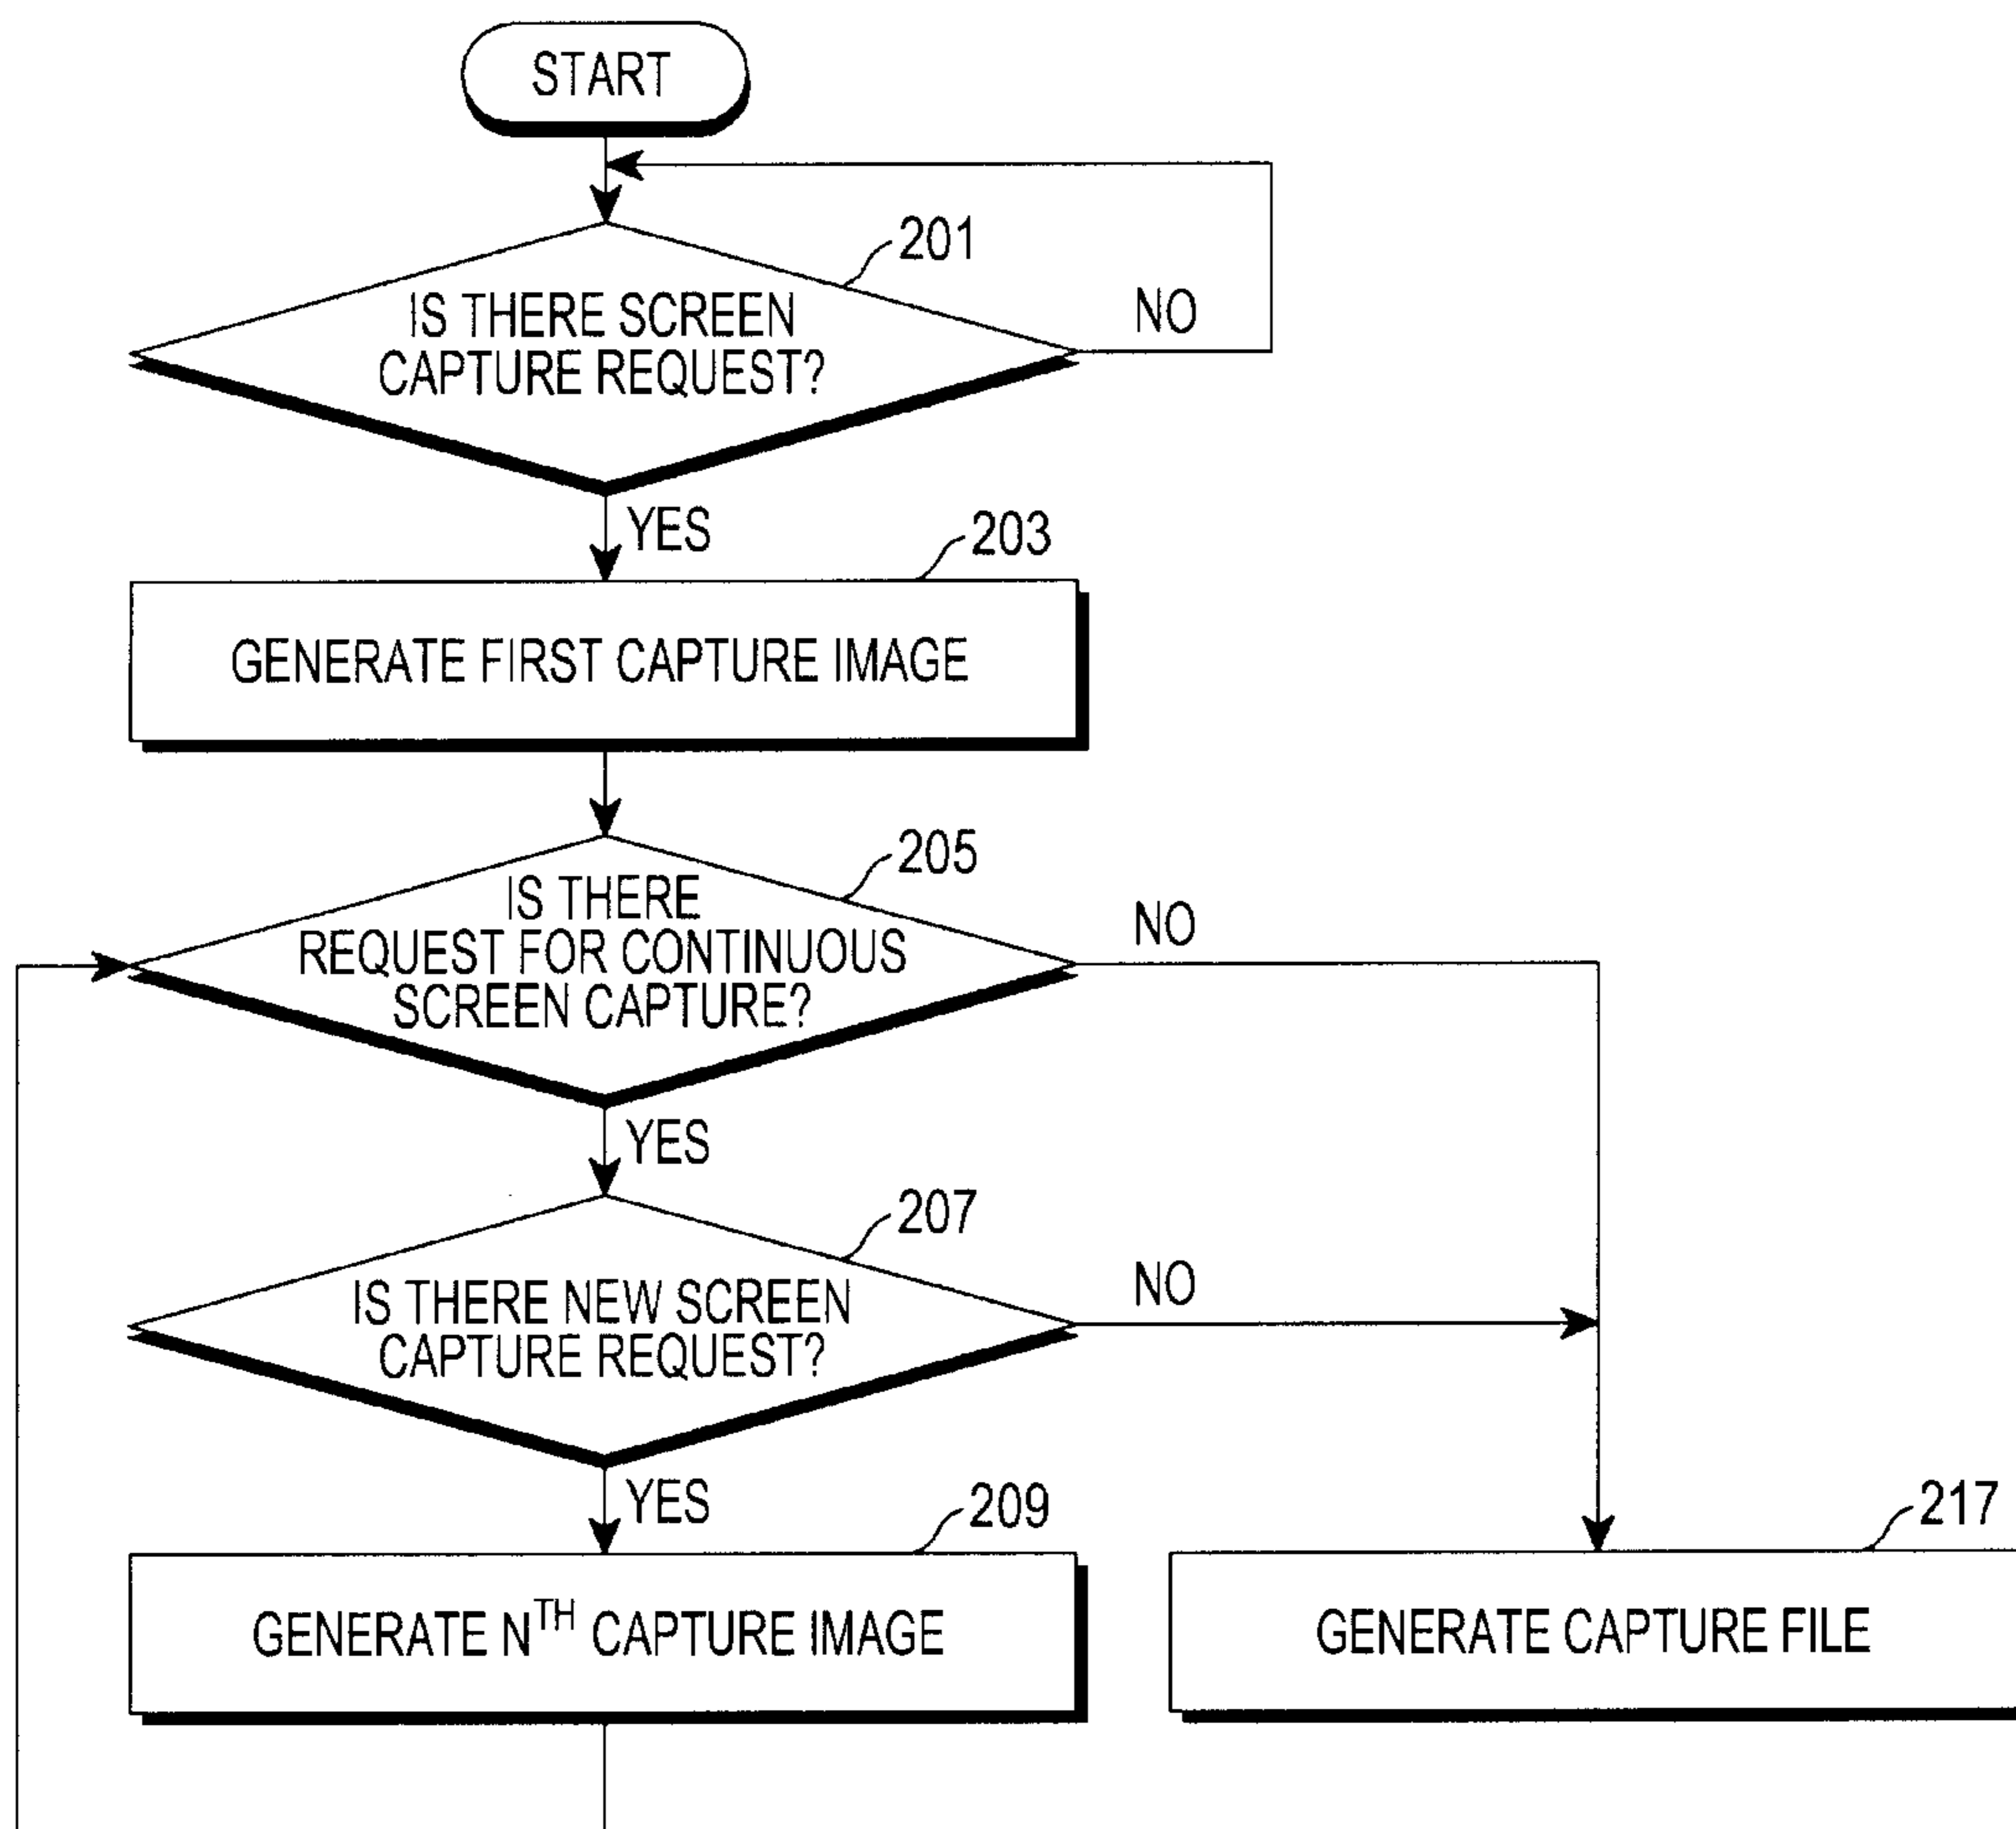 START
201
IS THERE SCREEN
CAPTURE REQUEST?
NO
YES
203
GENERATE FIRST CAPTURE IMAGE
205
IS THERE
REQUEST FOR CONTINUOUS
SCREEN CAPTURE?
NO
YES
207
IS THERE NEW SCREEN
CAPTURE REQUEST?
NO
YES
209
GENERATE NTH CAPTURE IMAGE
217
GENERATE CAPTURE FILE